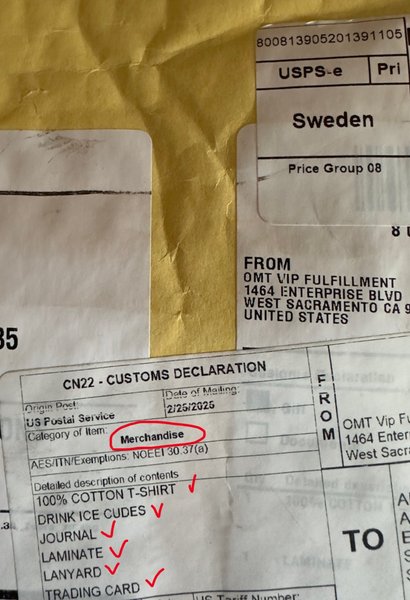 800813905201391105
USPS-e Pri
Sweden
Price Group 08
FROM
OMT VIP FULFILLMENT
1464 ENTERPRISE BLVD
WEST SACRAMENTO CA 9
UNITED STATES
35
CN22 - CUSTOMS DECLARATION
Origin Post:
US Postal Service
Date of Mailing:
2/25/2025
Category of Item: Merchandise
AES/ITN/Exemptions: NOEEI 30.37(a)
Detailed description of contents
100% COTTON T-SHIRT
DRINK ICE CUDES
JOURNAL
LAMINATE
LANYARD
TRADING CARD
US Tariff Number:
FROM
OMT VIP
1464 Enter
West Sacra
TO